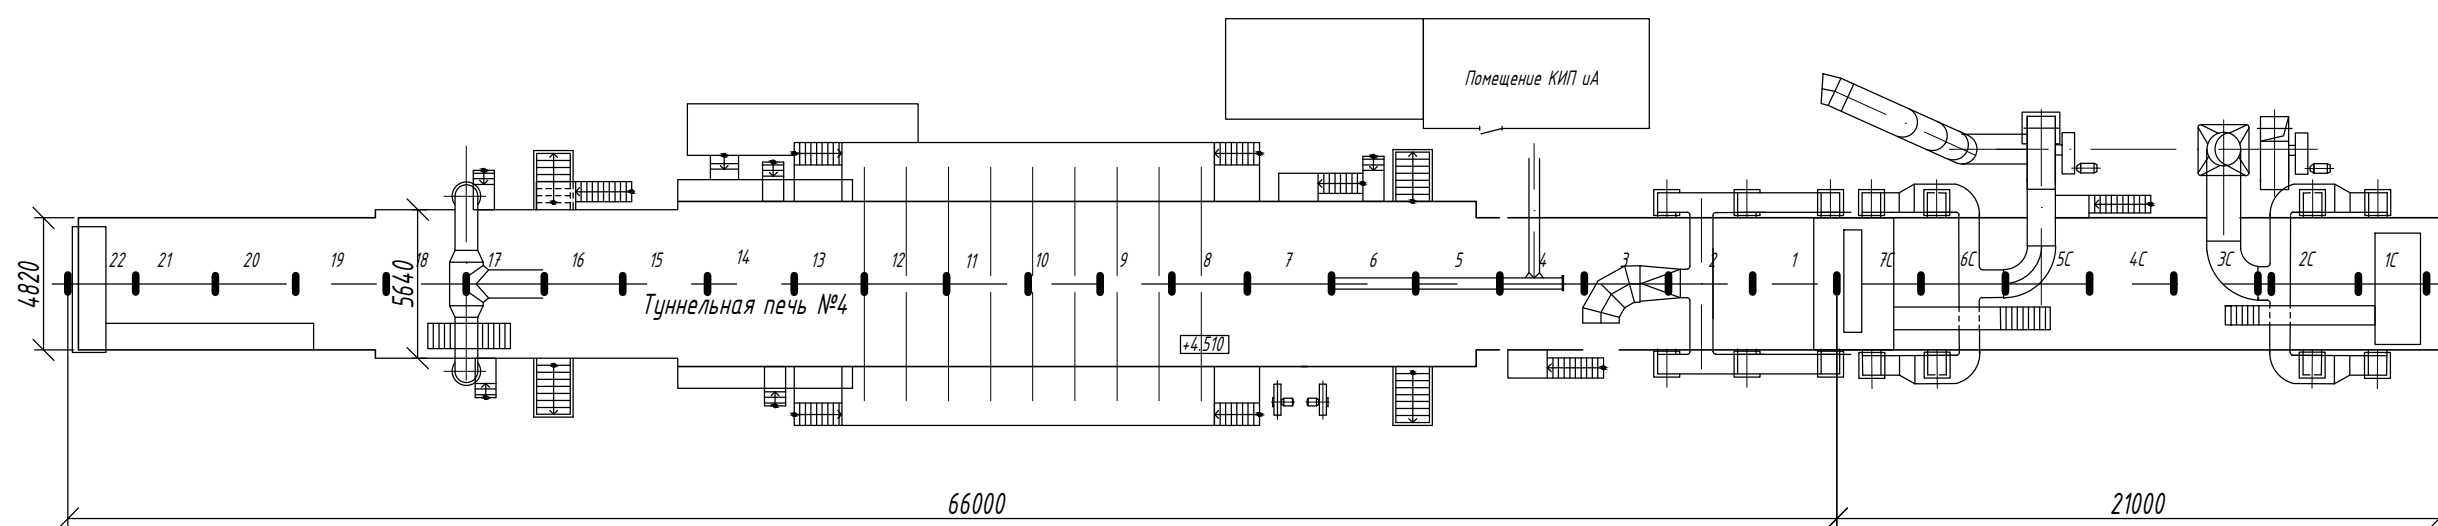 Помещение КИП иА
22 21 20 19 18 17 16 15 14 13 12 11 10 9 8 7 6 5 4 3 2 1 7С 6С 5С 4С 3С 2С 1С
4820
5640
Туннельная печь №4
+4.510
66000
21000